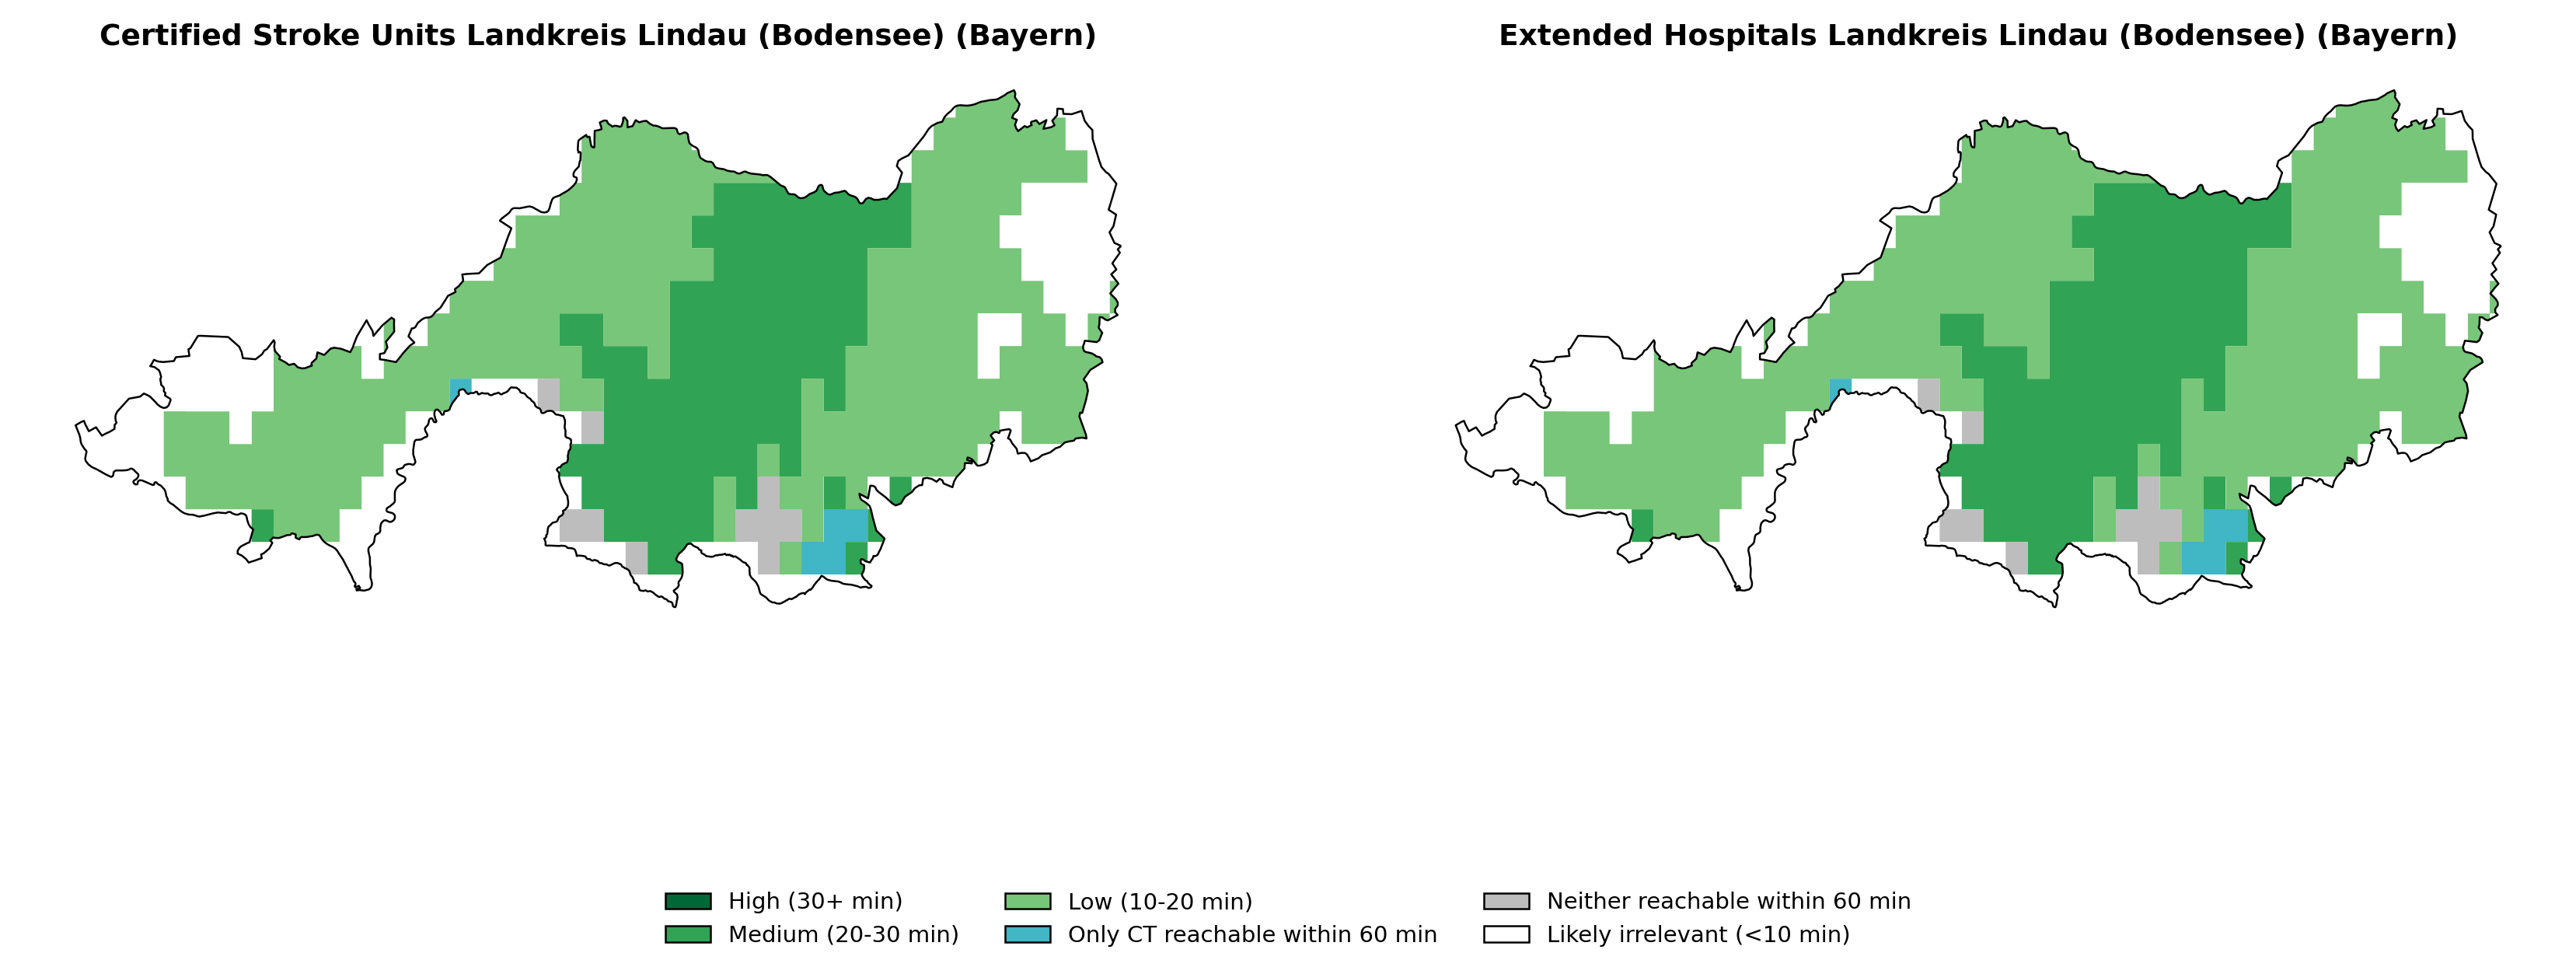 Certified Stroke Units Landkreis Lindau (Bodensee) (Bayern)
Extended Hospitals Landkreis Lindau (Bodensee) (Bayern)
High (30+ min)
Medium (20-30 min)
Low (10-20 min)
Only CT reachable within 60 min
Neither reachable within 60 min
Likely irrelevant (<10 min)